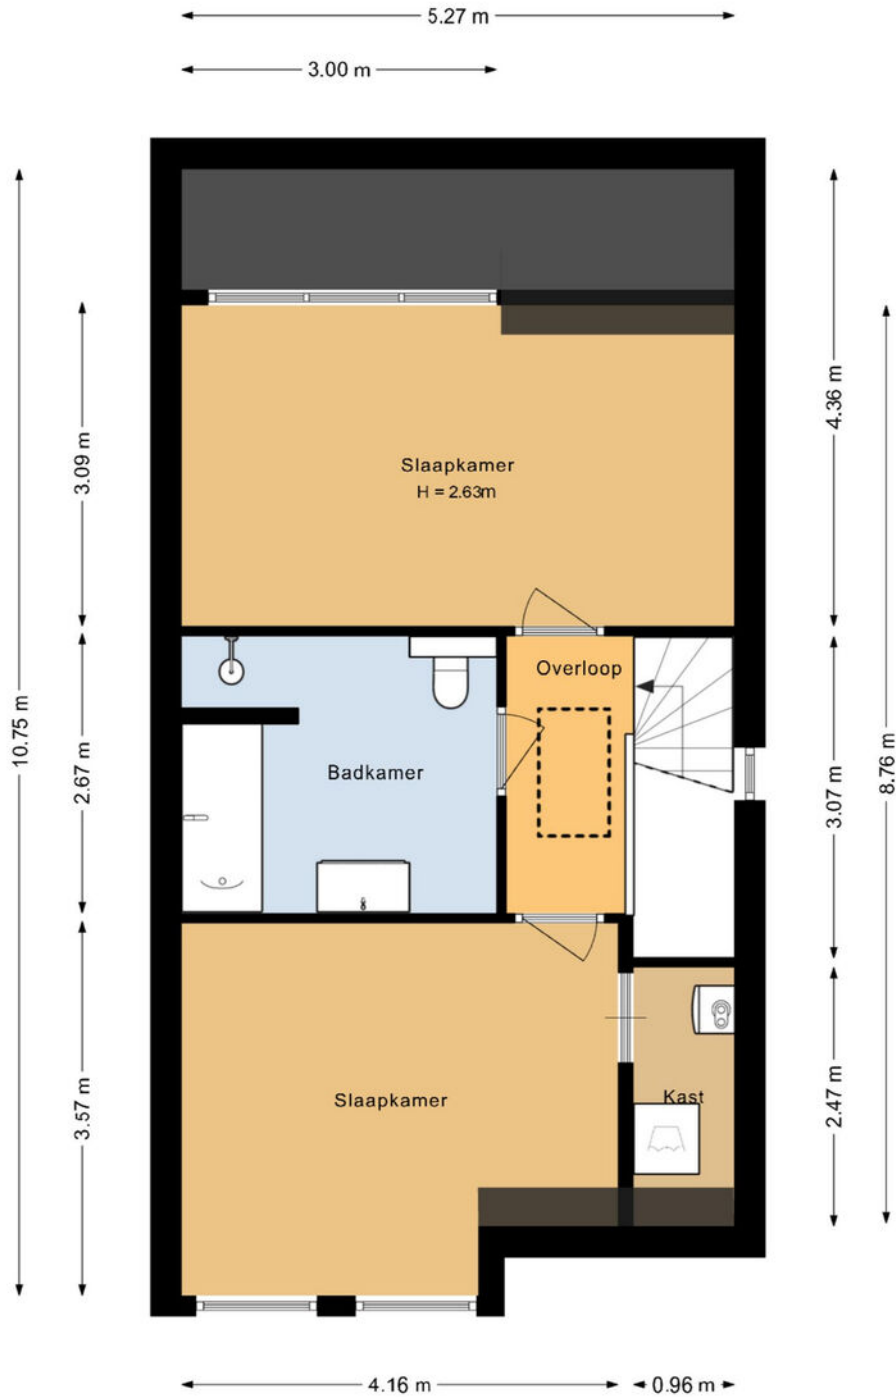 5.27 m
3.00 m
4.36 m
3.09 m
Slaapkamer
H = 2.63m
Overloop
10.75 m
2.67 m
Badkamer
3.07 m
8.76 m
3.57 m
Slaapkamer
Kast
2.47 m
4.16 m
0.96 m